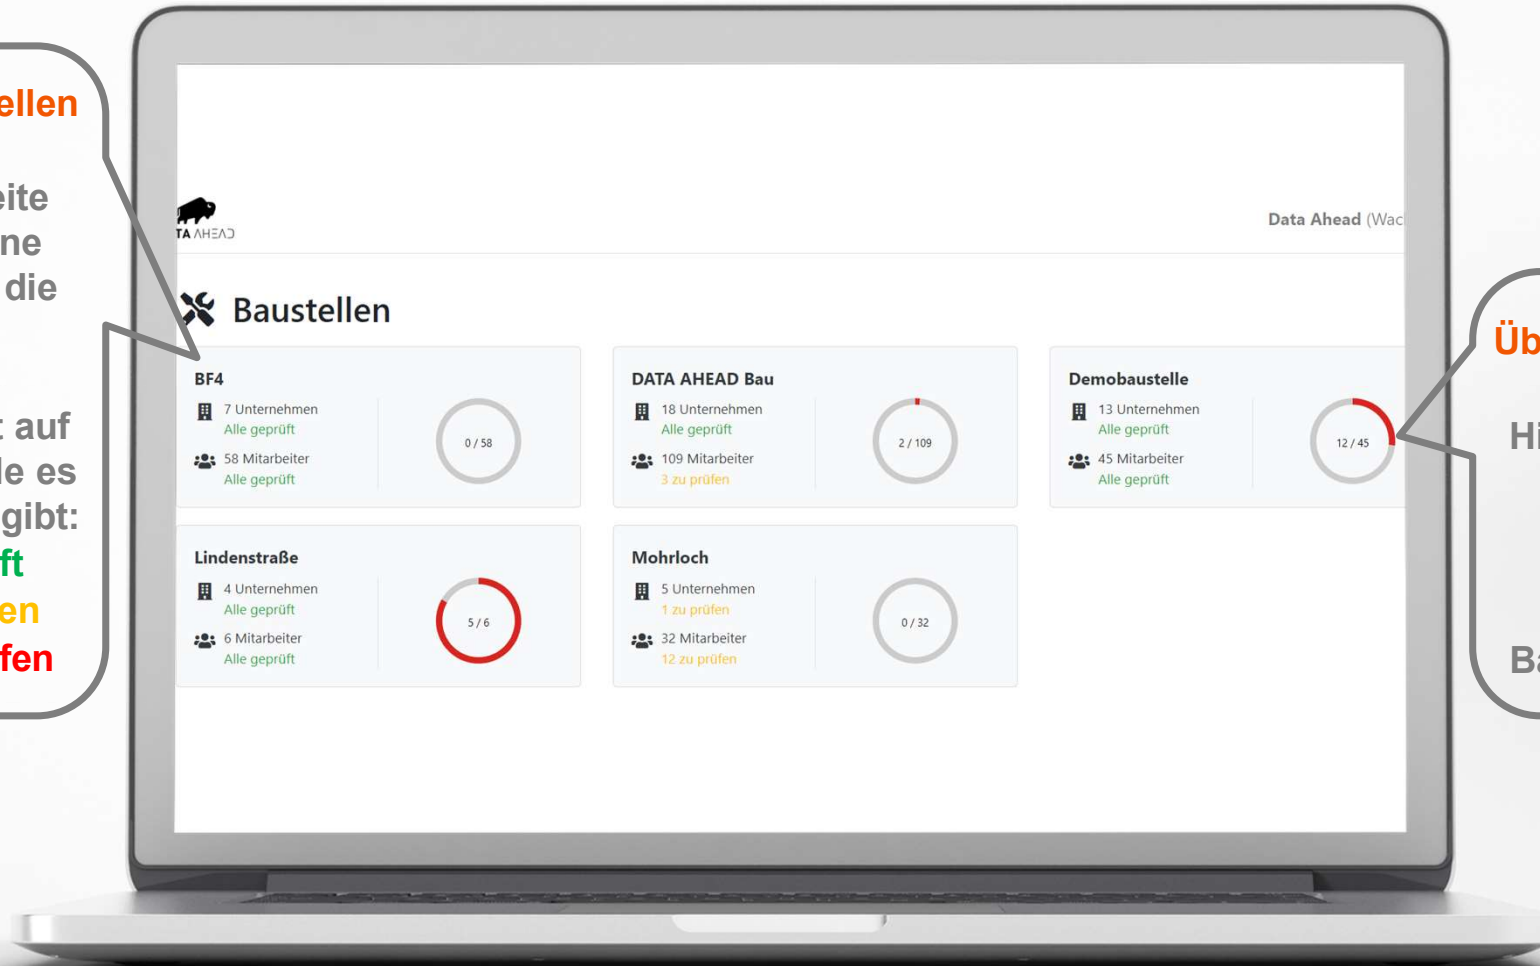 ellen
eite
ne
die
t auf
le es
gibt:
ft
en
fen
TA AHEAD
Data Ahead (Wac
Baustellen
BF4
7 Unternehmen
Alle geprüft
58 Mitarbeiter
Alle geprüft
0 / 58
DATA AHEAD Bau
18 Unternehmen
Alle geprüft
109 Mitarbeiter
3 zu prüfen
2 / 109
Demobaustelle
13 Unternehmen
Alle geprüft
45 Mitarbeiter
Alle geprüft
12 / 45
Lindenstraße
4 Unternehmen
Alle geprüft
6 Mitarbeiter
Alle geprüft
5 / 6
Mohrloch
5 Unternehmen
1 zu prüfen
32 Mitarbeiter
12 zu prüfen
0 / 32
Üb
Hi
Ba